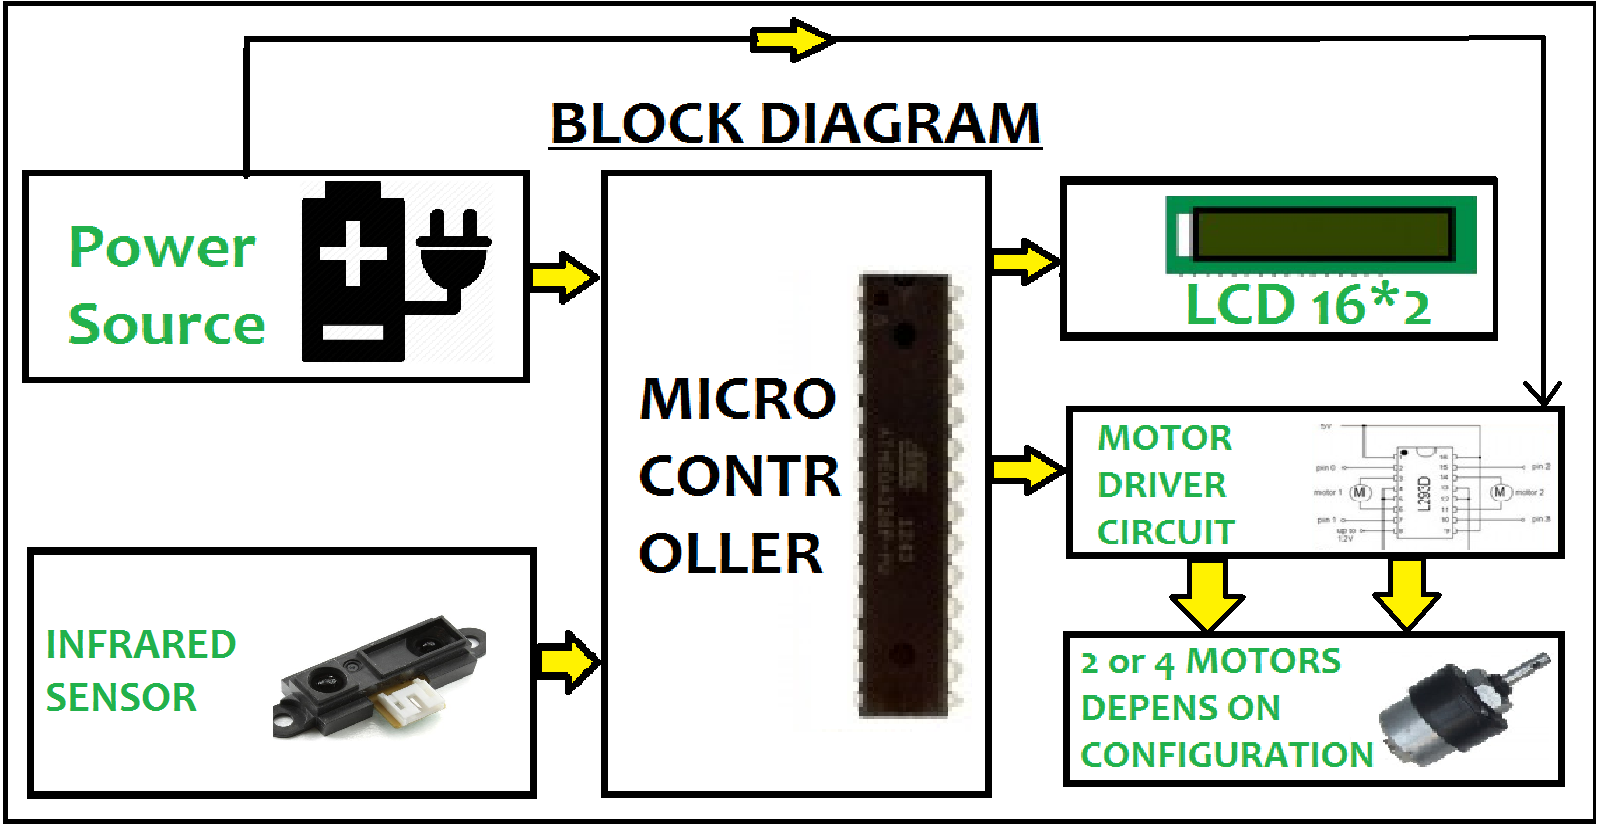 BLOCK DIAGRAM
Power
Source
MICRO
CONTR
OLLER
LCD 16*2
MOTOR
DRIVER
CIRCUIT
5V
pin 0
pin 2
motor 1
M
L293D
M
motor 2
pin 1
pin 3
INFRARED
SENSOR
2 or 4 MOTORS
DEPENS ON
CONFIGURATION